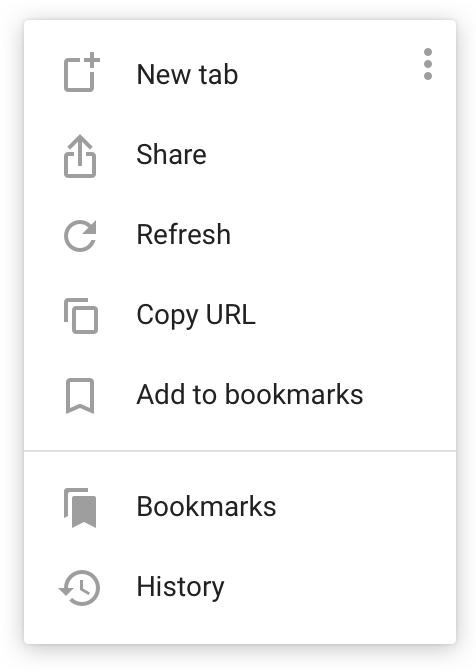 New tab
Share
Refresh
Copy URL
Add to bookmarks
Bookmarks
History